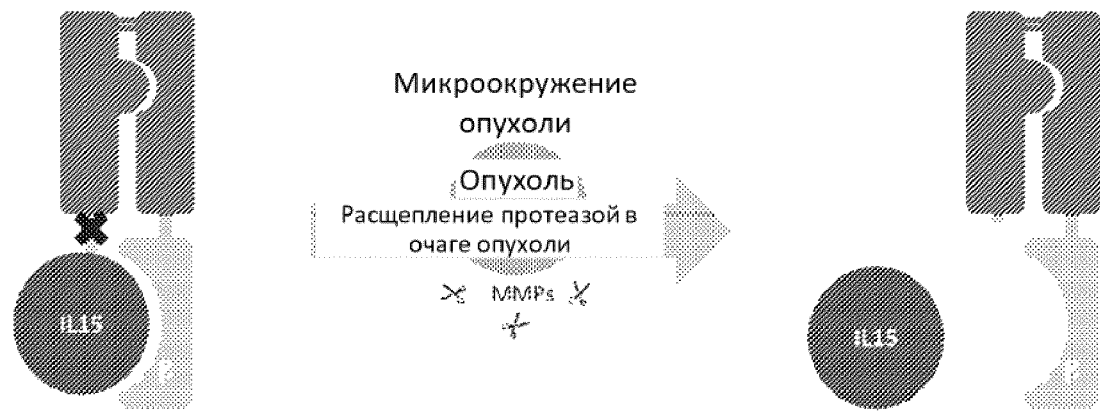 Микроокружение
опухоли
Опухоль
Расщепление протеазой в
очаге опухоли
MMPs
IL15
IL15